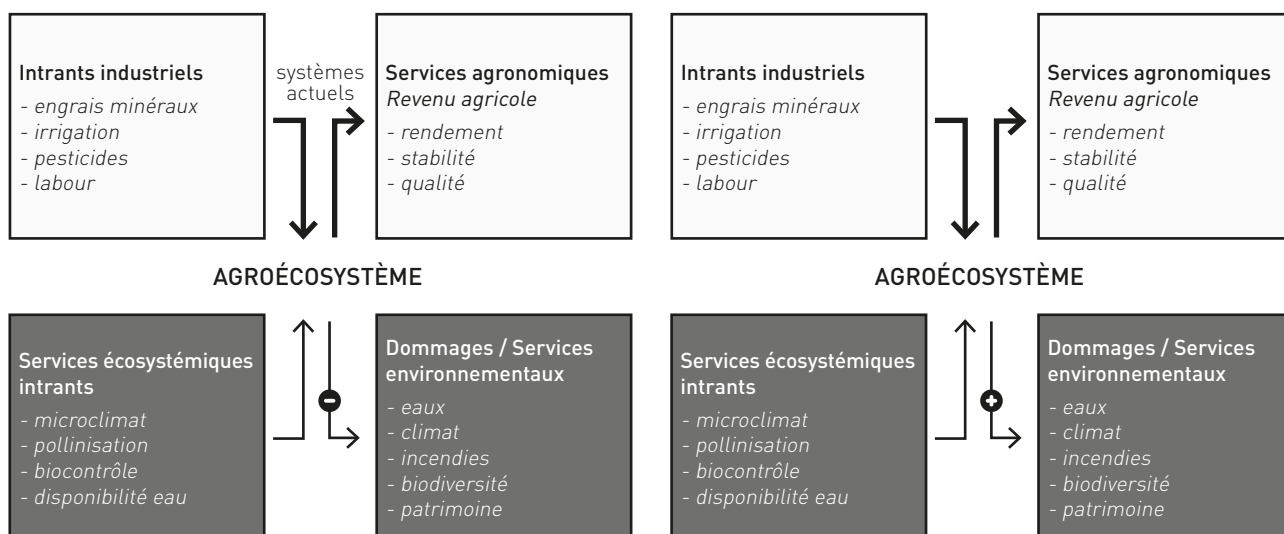 Intrants industriels
- engrais minéraux
- irrigation
- pesticides
- labour
systèmes
actuels
Services agronomiques
Revenu agricole
- rendement
- stabilité
- qualité
AGROÉCOSYSTÈME
Services écosystémiques
intrants
- microclimat
- pollinisation
- biocontrôle
- disponibilité eau
-
Dommages / Services
environnementaux
- eaux
- climat
- incendies
- biodiversité
- patrimoine
Intrants industriels
- engrais minéraux
- irrigation
- pesticides
- labour
Services agronomiques
Revenu agricole
- rendement
- stabilité
- qualité
AGROÉCOSYSTÈME
Services écosystémiques
intrants
- microclimat
- pollinisation
- biocontrôle
- disponibilité eau
+
Dommages / Services
environnementaux
- eaux
- climat
- incendies
- biodiversité
- patrimoine